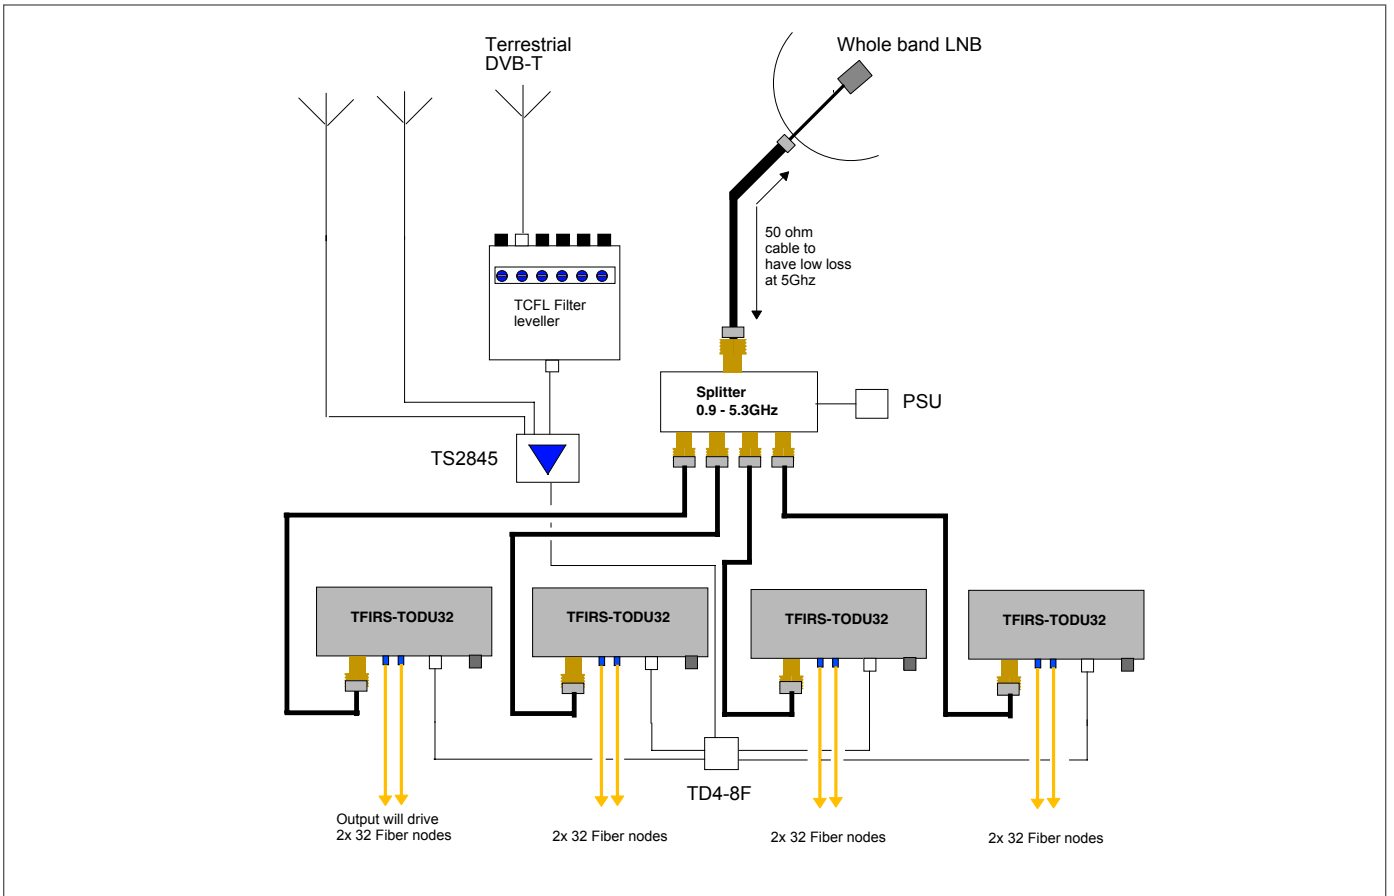 Terrestrial
DVB-T
Whole band LNB
50 ohm
cable to
have low loss
at 5Ghz
TCFL Filter
leveller
Splitter
0.9 - 5.3GHz
PSU
TS2845
TFIRS-TODU32
TFIRS-TODU32
TFIRS-TODU32
TFIRS-TODU32
TD4-8F
Output will drive
2x 32 Fiber nodes
2x 32 Fiber nodes
2x 32 Fiber nodes
2x 32 Fiber nodes